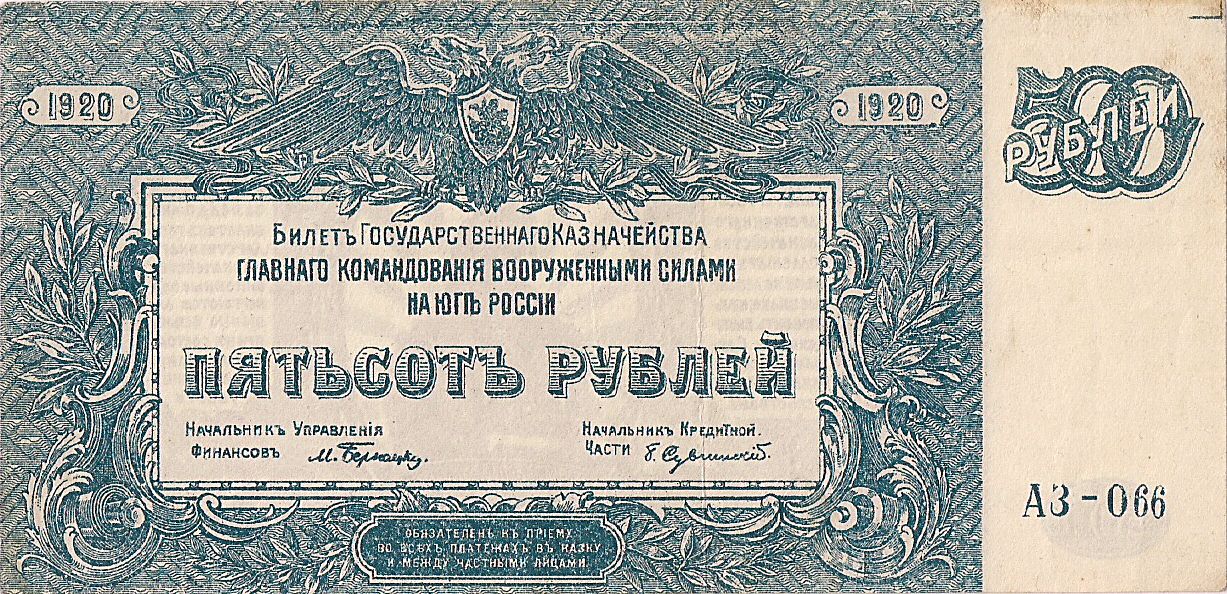 1920
1920
500
РУБЛЕЙ
Билетъ Государственнаго Казначейства
главнаго командованія вооруженными силами
на югѣ россіи
ПЯТЬСОТЪ РУБЛЕЙ
Начальникъ Управленія
Финансовъ
Начальникъ Кредитной
Части
АЗ-066
ОБЯЗАТЕЛЕНЪ КЪ ПРІЕМУ
ВО ВСѢХЪ ПЛАТЕЖАХЪ ВЪ КАЗНУ
И МЕЖДУ ЧАСТНЫМИ ЛИЦАМИ.